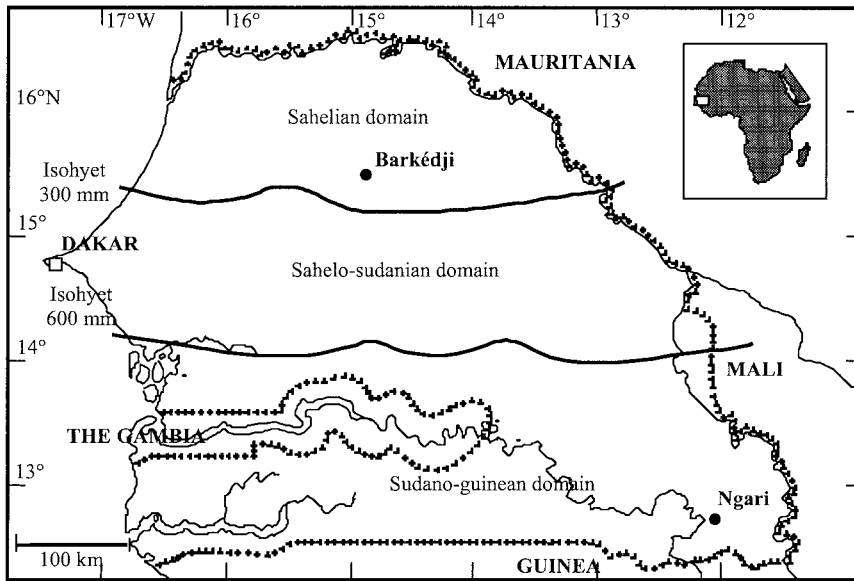 17°W 16° 15° 14° 13° 12°
MAURITANIA
16°N
Sahelian domain
Barkédji
Isohyet
300 mm
15°
DAKAR
Sahelo-sudanian domain
Isohyet
600 mm
14°
MALI
THE GAMBIA
13°
Sudano-guinean domain
Ngari
100 km
GUINEA